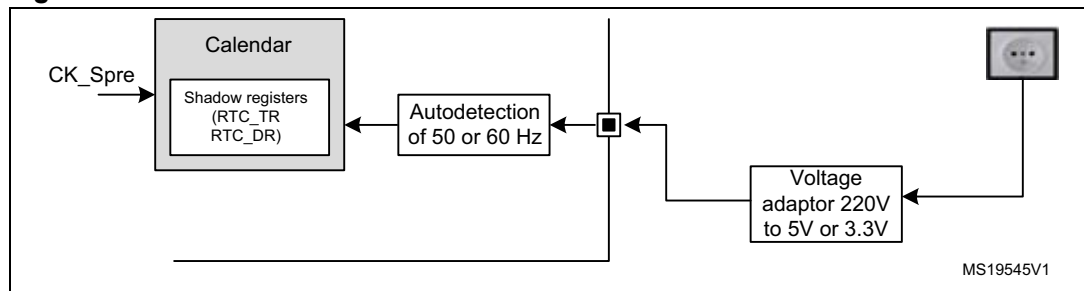 Calendar
CK_Spre
Shadow registers
(RTC_TR
RTC_DR)
Autodetection
of 50 or 60 Hz
Voltage
adaptor 220V
to 5V or 3.3V
MS19545V1